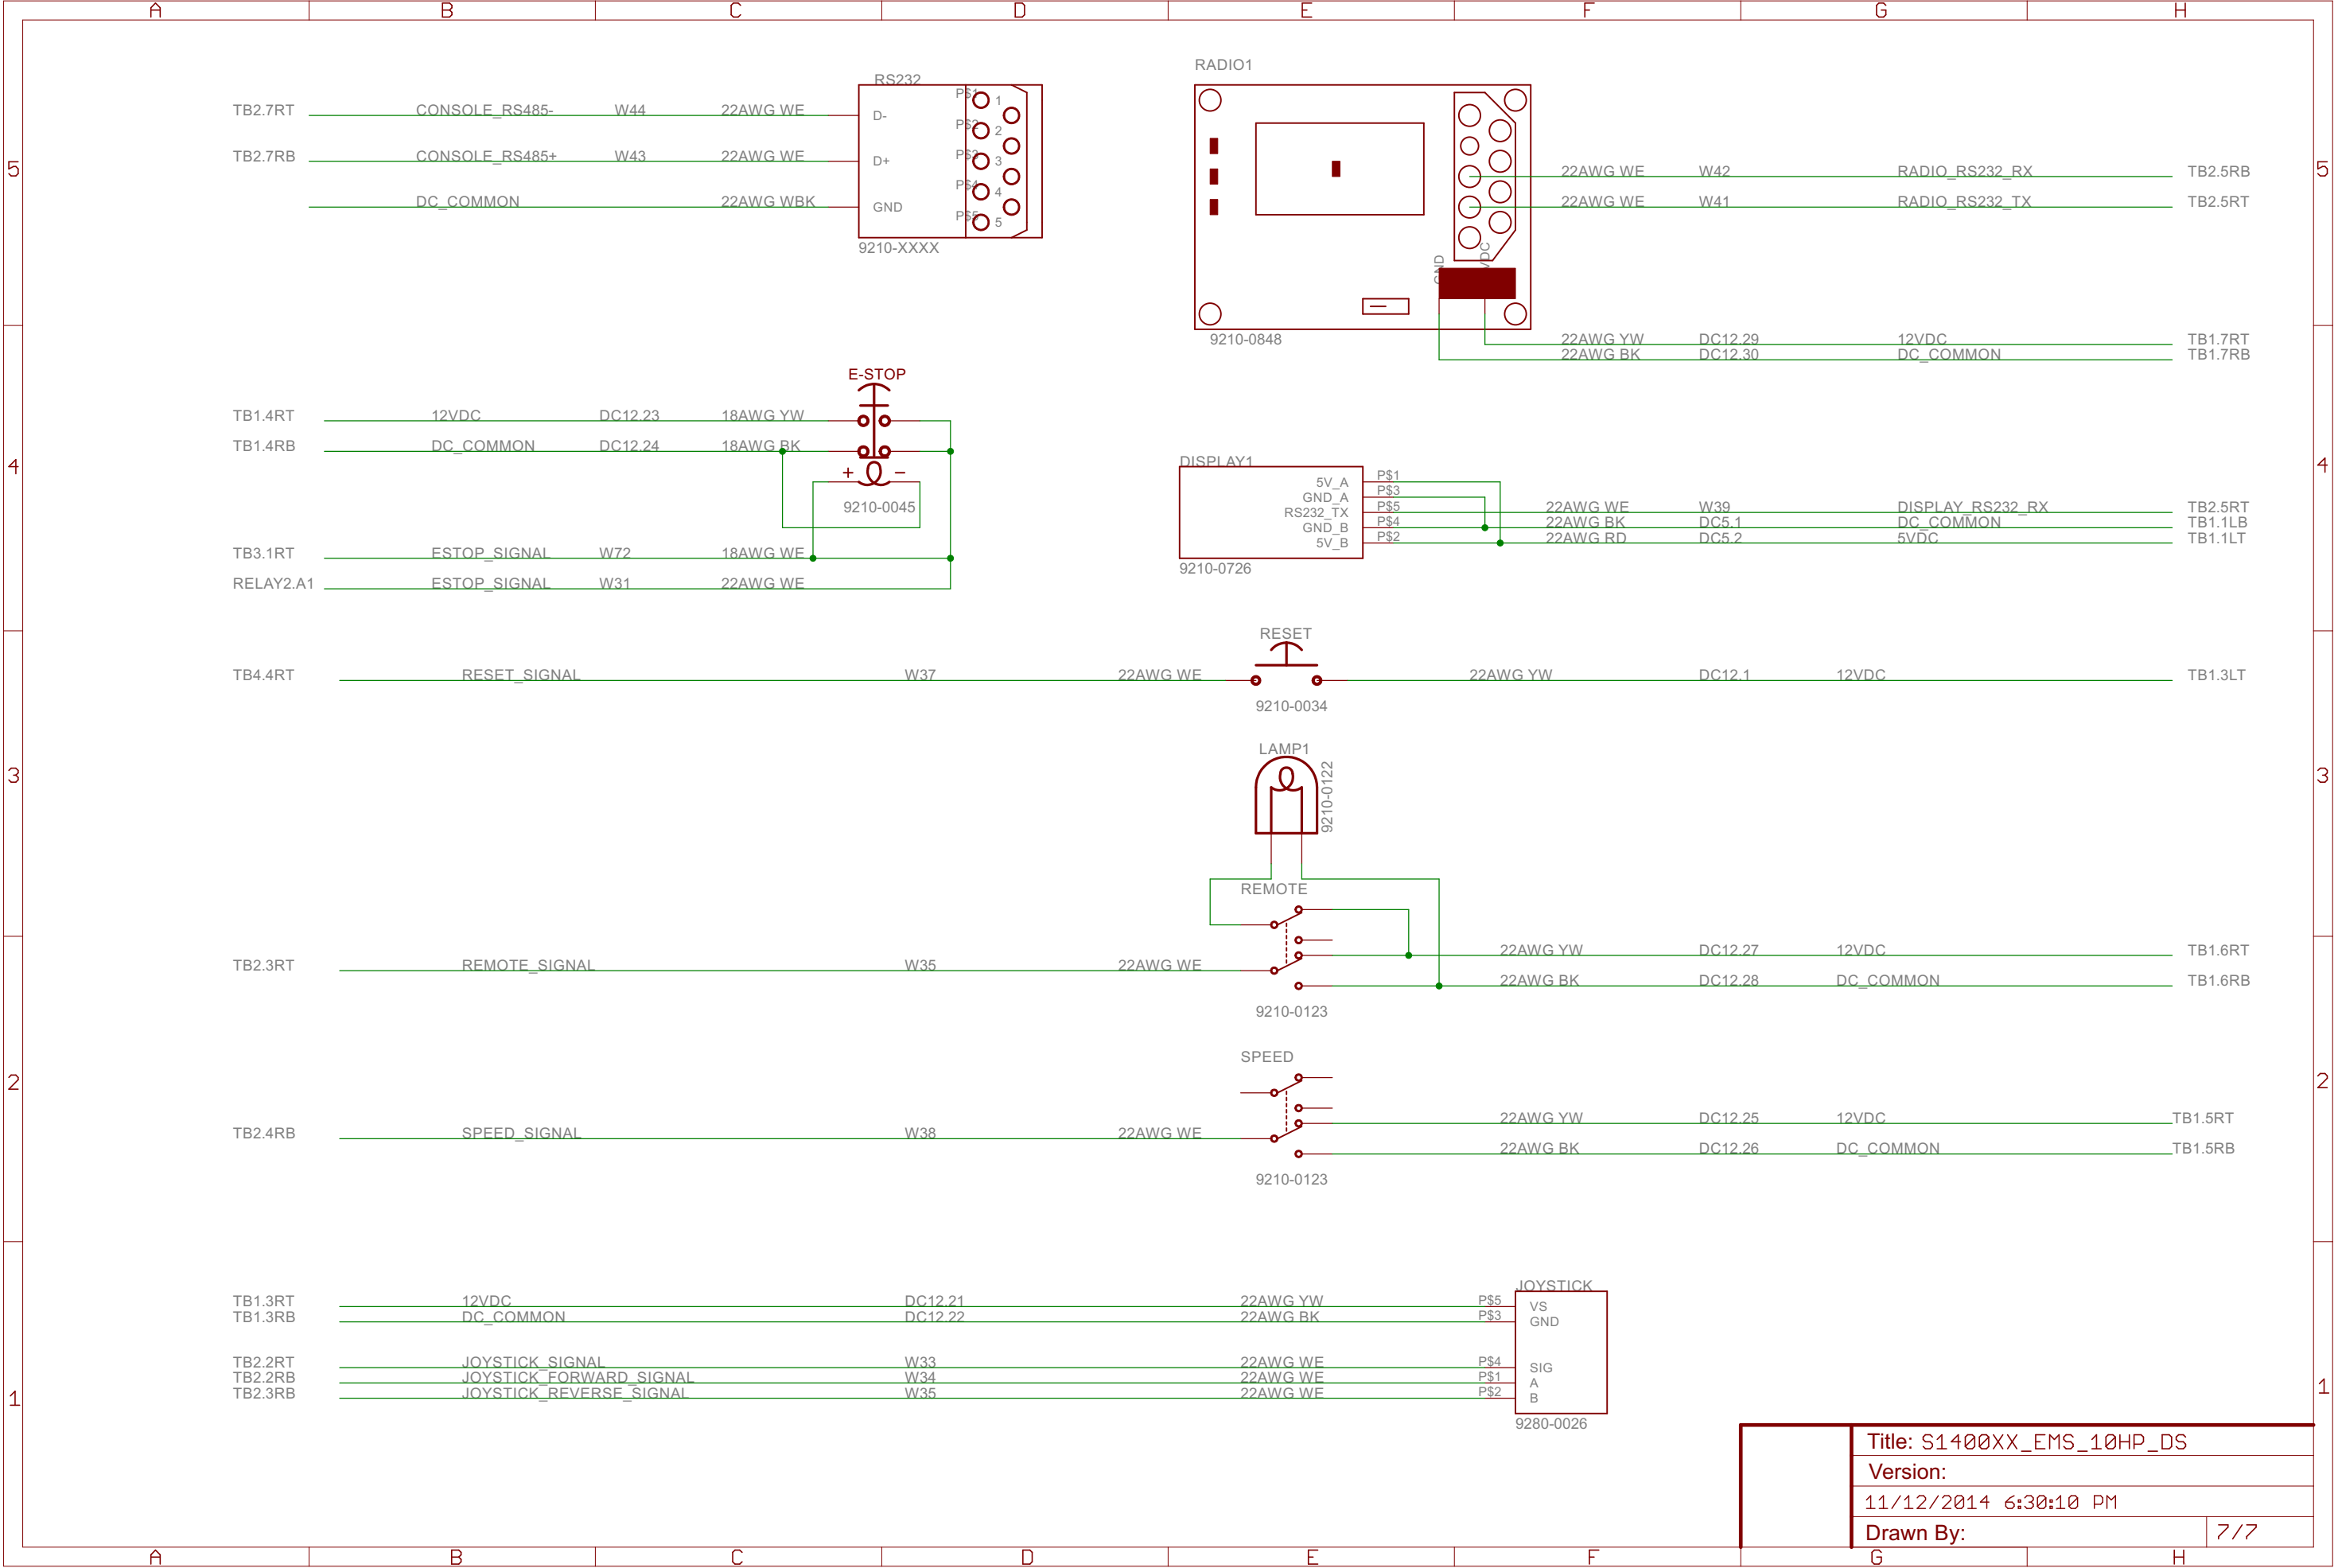 A B C D E F G H
RADIO1
RS232
TB2.7RT CONSOLE_RS485- W44 22AWG WE D- P$1 1
P$2 2
TB2.7RB CONSOLE_RS485+ W43 22AWG WE D+ P$3 3
5 5
22AWG WE W42 RADIO_RS232_RX TB2.5RB
P$4 4
DC_COMMON 22AWG WBK GND P$5 5
22AWG WE W41 RADIO_RS232_TX TB2.5RT
9210-XXXX
GND VDC
9210-0848
22AWG YW DC12.29 12VDC TB1.7RT
22AWG BK DC12.30 DC_COMMON TB1.7RB
E-STOP
TB1.4RT 12VDC DC12.23 18AWG YW
TB1.4RB DC_COMMON DC12.24 18AWG BK
4 4
+ -
9210-0045
DISPLAY1
5V_A P$1
GND_A P$3
RS232_TX P$5 22AWG WE W39 DISPLAY_RS232_RX TB2.5RT
GND_B P$4 22AWG BK DC5.1 DC_COMMON TB1.1LB
5V_B P$2 22AWG RD DC5.2 5VDC TB1.1LT
9210-0726
TB3.1RT ESTOP_SIGNAL W72 18AWG WE
RELAY2.A1 ESTOP_SIGNAL W31 22AWG WE
RESET
TB4.4RT RESET_SIGNAL W37 22AWG WE 22AWG YW DC12.1 12VDC TB1.3LT
9210-0034
LAMP1
9210-0122
3 3
REMOTE
22AWG YW DC12.27 12VDC TB1.6RT
TB2.3RT REMOTE_SIGNAL W35 22AWG WE
22AWG BK DC12.28 DC_COMMON TB1.6RB
9210-0123
SPEED
2 2
22AWG YW DC12.25 12VDC TB1.5RT
TB2.4RB SPEED_SIGNAL W38 22AWG WE
22AWG BK DC12.26 DC_COMMON TB1.5RB
9210-0123
JOYSTICK
TB1.3RT 12VDC DC12.21 22AWG YW P$5 VS
TB1.3RB DC_COMMON DC12.22 22AWG BK P$3 GND
TB2.2RT JOYSTICK_SIGNAL W33 22AWG WE P$4 SIG
TB2.2RB JOYSTICK_FORWARD_SIGNAL W34 22AWG WE P$1 A
TB2.3RB JOYSTICK_REVERSE_SIGNAL W35 22AWG WE P$2 B
1 1
9280-0026
Title: S1400XX_EMS_10HP_DS
Version:
11/12/2014 6:30:10 PM
Drawn By: 7/7
A B C D E F G H